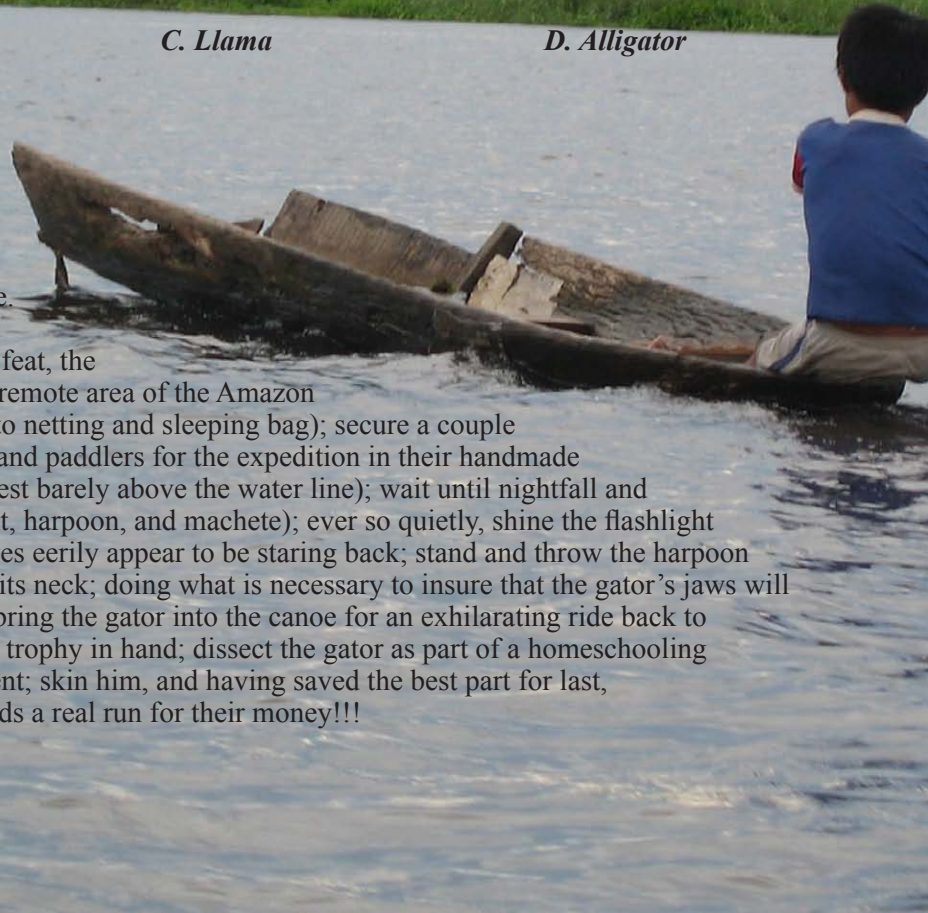 C. Llama D. Alligator
e.
feat, the
remote area of the Amazon
to netting and sleeping bag); secure a couple
and paddlers for the expedition in their handmade
est barely above the water line); wait until nightfall and
t, harpoon, and machete); ever so quietly, shine the flashlight
es eerily appear to be staring back; stand and throw the harpoon
its neck; doing what is necessary to insure that the gator’s jaws will
bring the gator into the canoe for an exhilarating ride back to
trophy in hand; dissect the gator as part of a homeschooling
ent; skin him, and having saved the best part for last,
ds a real run for their money!!!